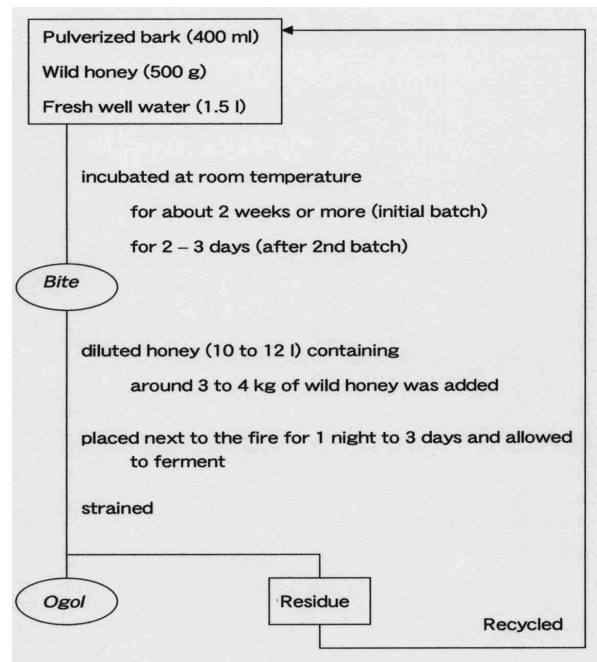 Pulverized bark (400 ml)
Wild honey (500 g)
Fresh well water (1.5 l)
incubated at room temperature
for about 2 weeks or more (initial batch)
for 2 – 3 days (after 2nd batch)
Bite
diluted honey (10 to 12 l) containing
around 3 to 4 kg of wild honey was added
placed next to the fire for 1 night to 3 days and allowed
to ferment
strained
Ogol
Residue
Recycled